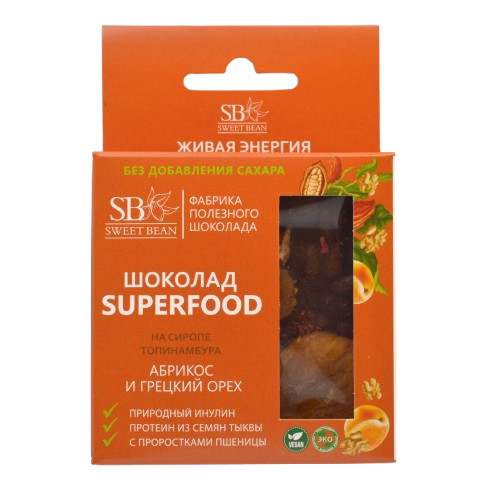 SB
SWEET BEAN
ЖИВАЯ ЭНЕРГИЯ
БЕЗ ДОБАВЛЕНИЯ САХАРА
SB
SWEET BEAN
ФАБРИКА
ПОЛЕЗНОГО
ШОКОЛАДА
ШОКОЛАД
SUPERFOOD
НА СИРОПЕ
ТОПИНАМБУРА
АБРИКОС
И ГРЕЦКИЙ ОРЕХ
ПРИРОДНЫЙ ИНУЛИН
ПРОТЕИН ИЗ СЕМЯН ТЫКВЫ
С ПРОРОСТКАМИ ПШЕНИЦЫ
VEGAN
ЭКО